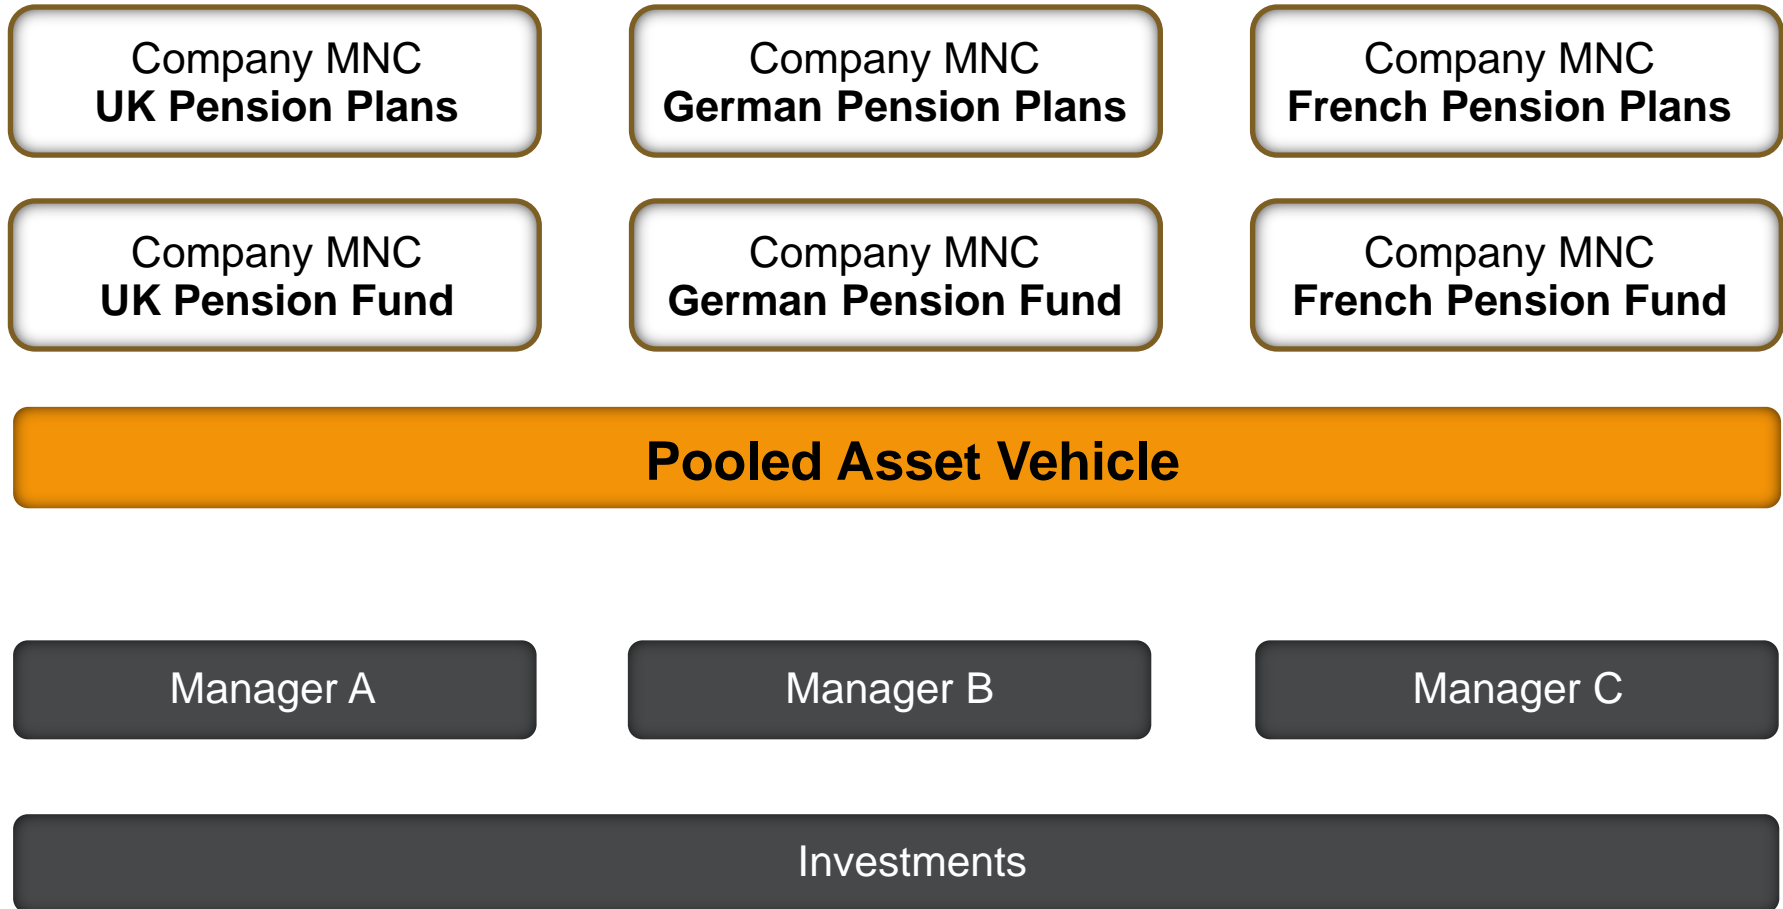 Company MNC
UK Pension Plans
Company MNC
German Pension Plans
Company MNC
French Pension Plans
Company MNC
UK Pension Fund
Company MNC
German Pension Fund
Company MNC
French Pension Fund
Pooled Asset Vehicle
Manager A
Manager B
Manager C
Investments